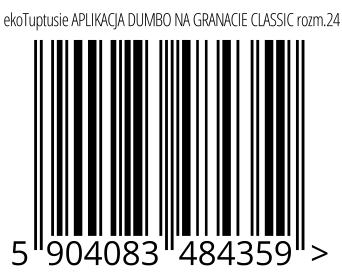 ekoTuptusie APLIKACJA DUMBO NA GRANACIE CLASSIC rozm.24
5 904083 484359 >